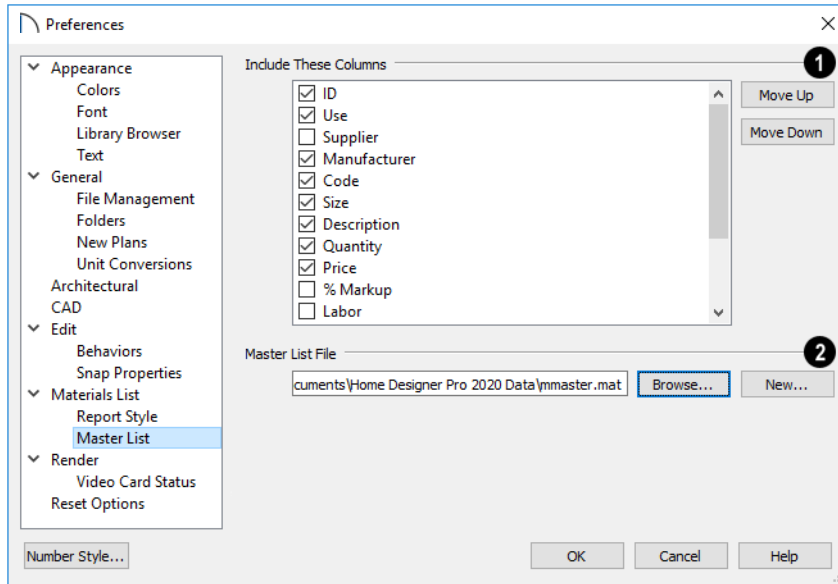 Preferences
Appearance
Colors
Font
Library Browser
Text
General
File Management
Folders
New Plans
Unit Conversions
Architectural
CAD
Edit
Behaviors
Snap Properties
Materials List
Report Style
Master List
Render
Video Card Status
Reset Options
Include These Columns
1
ID
Use
Supplier
Manufacturer
Code
Size
Description
Quantity
Price
% Markup
Labor
Move Up
Move Down
Master List File
2
cuments\Home Designer Pro 2020 Data\mmaster.mat
Browse...
New...
Number Style...
OK
Cancel
Help